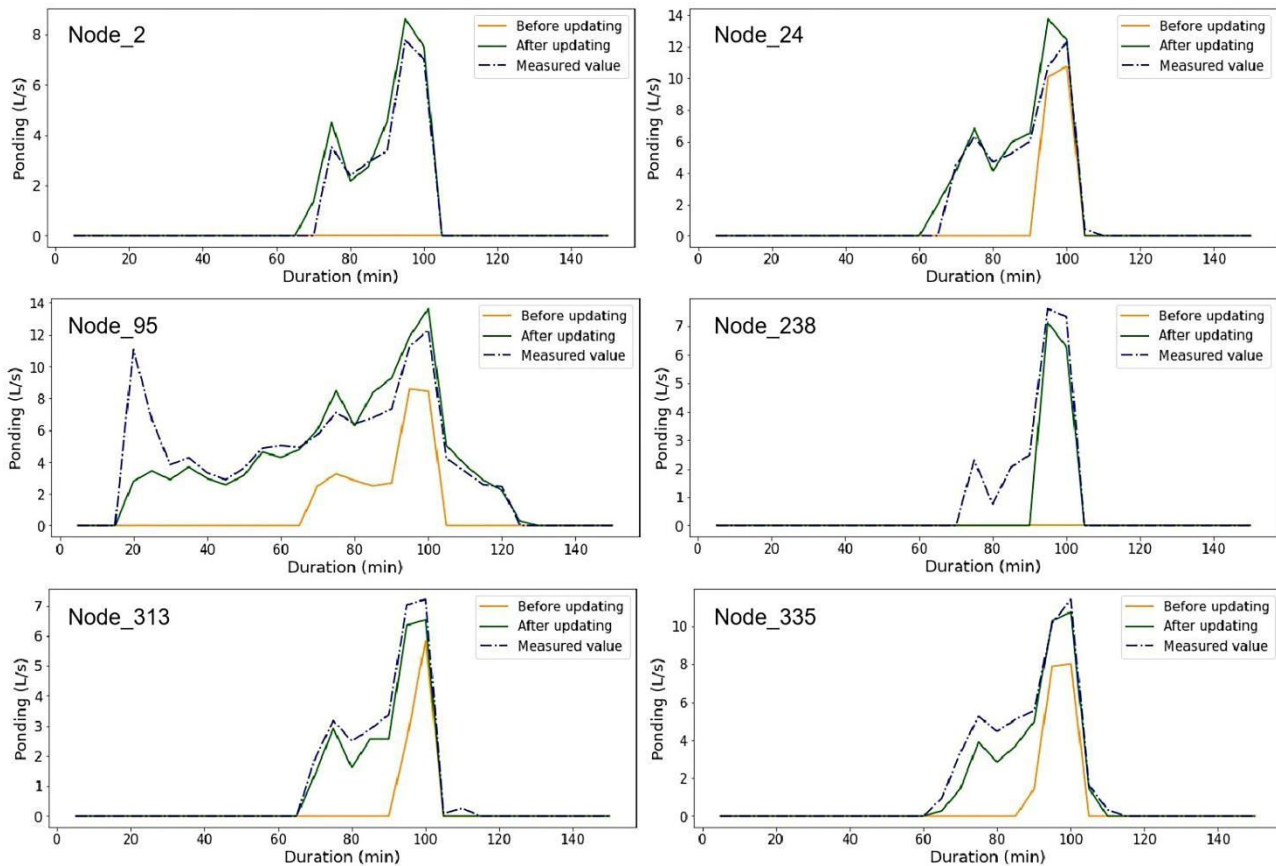 Node_2
Before updating
After updating
Measured value
Ponding (L/s)
8
6
4
2
0
0 20 40 60 80 100 120 140
Duration (min)
Node_24
Before updating
After updating
Measured value
Ponding (L/s)
14
12
10
8
6
4
2
0
0 20 40 60 80 100 120 140
Duration (min)
Node_95
Before updating
After updating
Measured value
Ponding (L/s)
14
12
10
8
6
4
2
0
0 20 40 60 80 100 120 140
Duration (min)
Node_238
Before updating
After updating
Measured value
Ponding (L/s)
7
6
5
4
3
2
1
0
0 20 40 60 80 100 120 140
Duration (min)
Node_313
Before updating
After updating
Measured value
Ponding (L/s)
7
6
5
4
3
2
1
0
0 20 40 60 80 100 120 140
Duration (min)
Node_335
Before updating
After updating
Measured value
Ponding (L/s)
10
8
6
4
2
0
0 20 40 60 80 100 120 140
Duration (min)